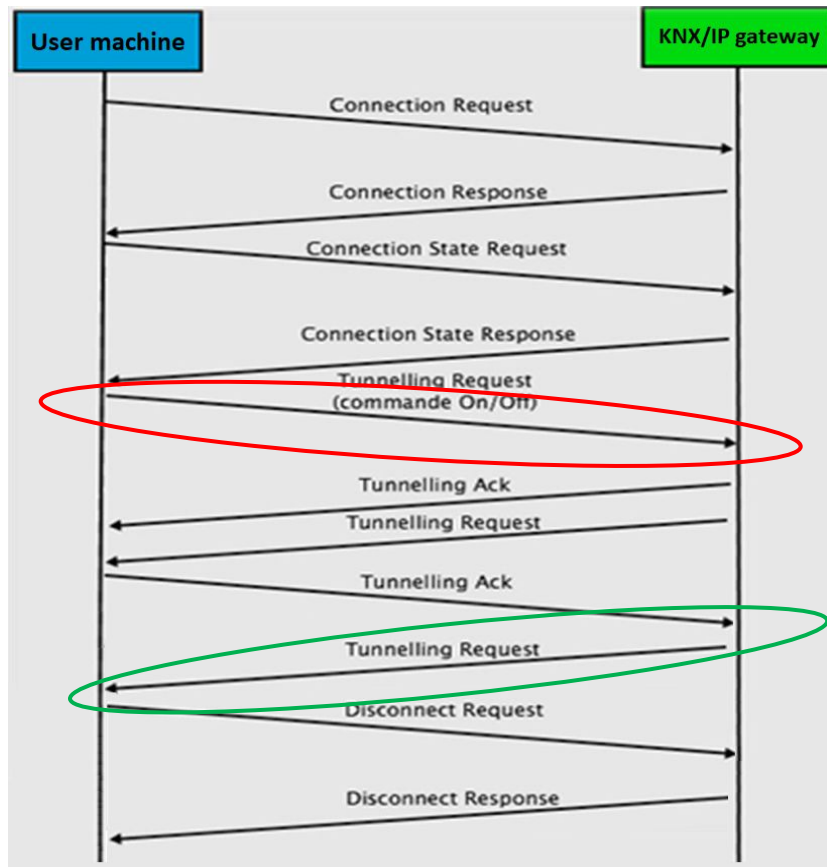 User machine
KNX/IP gateway
Connection Request
Connection Response
Connection State Request
Connection State Response
Tunnelling Request
(commande On/Off)
Tunnelling Ack
Tunnelling Request
Tunnelling Ack
Tunnelling Request
Disconnect Request
Disconnect Response